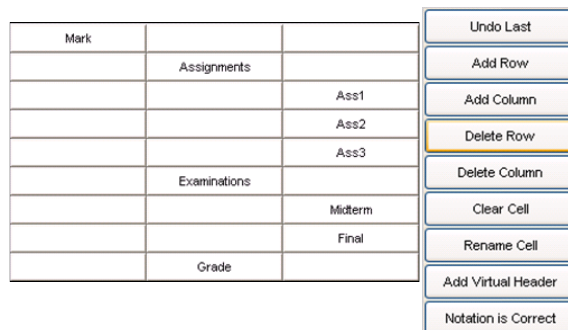 Mark
Assignments
Ass1
Ass2
Ass3
Examinations
Midterm
Final
Grade
Undo Last
Add Row
Add Column
Delete Row
Delete Column
Clear Cell
Rename Cell
Add Virtual Header
Notation is Correct